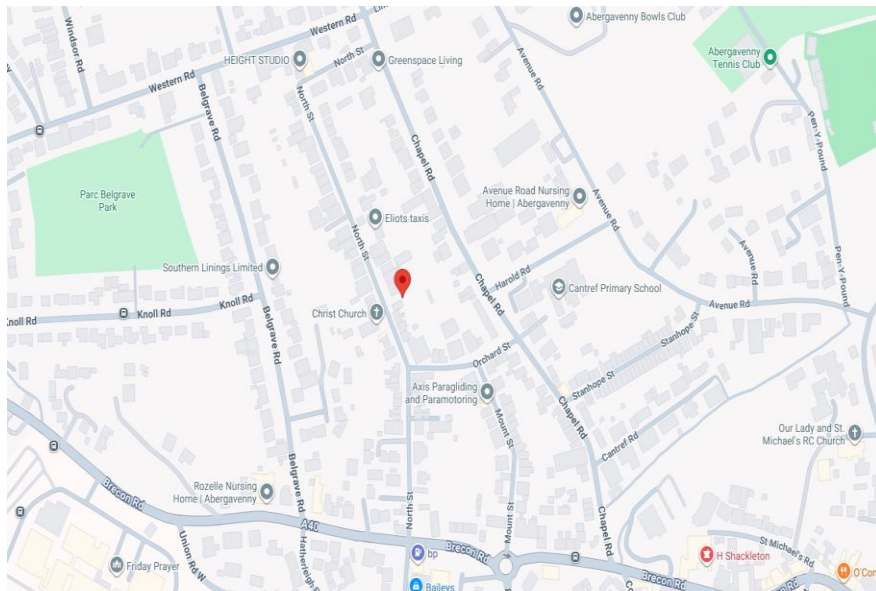 Windsor Rd
Western Rd
Belgrave Rd
HEIGHT STUDIO
North St
Greenspace Living
Abergavenny Bowls Club
Avenue Rd
Abergavenny
Tennis Club
Pen-Y-Pound
Parc Belgrave
Park
North St
Chapel Rd
Eliots taxis
Avenue Road Nursing
Home | Abergavenny
Avenue Rd
North St
Southern Linings Limited
Harold Rd
Cantref Primary School
Avenue Rd
Pen-Y-Pound
Knoll Rd
Knoll Rd
Christ Church
Chapel Rd
Avenue Rd
Belgrave Rd
Orchard St
Stanhope St
Axis Paragliding
and Paramotoring
Stanhope St
Mount St
Chapel Rd
Cantref Rd
Our Lady and St.
Michael's RC Church
Belgrave Rd
Rozelle Nursing
Home | Abergavenny
Brecon Rd
A40
North St
Mount St
Chapel Rd
Union Rd W
Hatherleigh
bp
Brecon Rd
St Michael's Rd
H Shackleton
Friday Prayer
Baileys
Brecon Rd